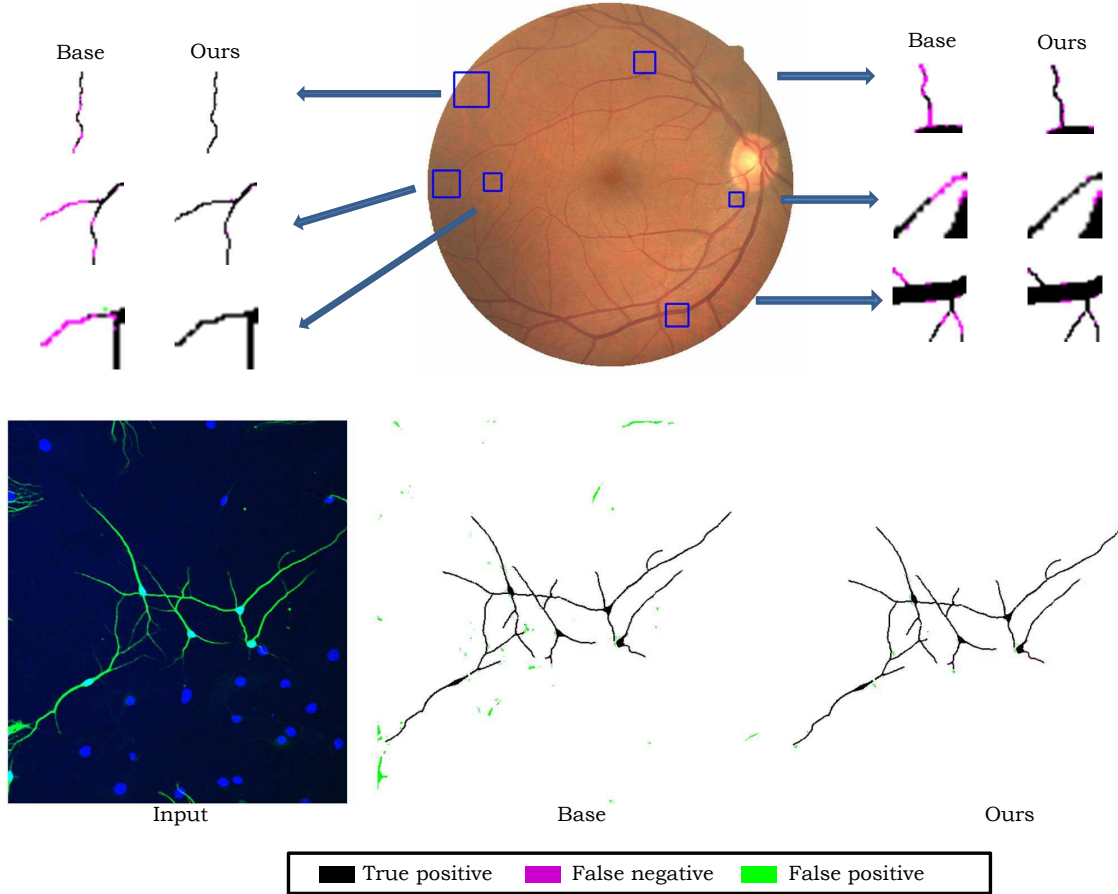 Base Ours
Base Ours
Input
Base
Ours
True positive False negative False positive